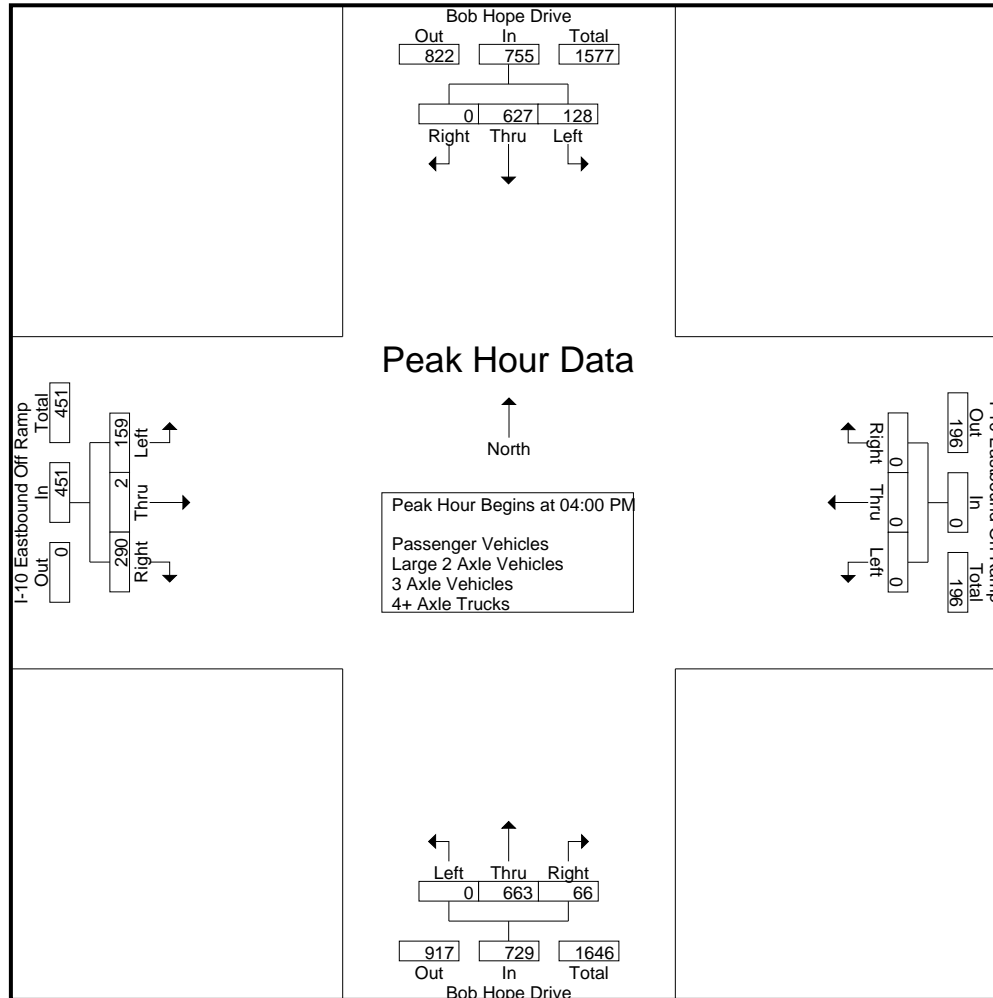 Bob Hope Drive
Out In Total
822 755 1577
0 627 128
Right Thru Left
Peak Hour Data
North
Peak Hour Begins at 04:00 PM
Passenger Vehicles
Large 2 Axle Vehicles
3 Axle Vehicles
4+ Axle Trucks
I-10 Eastbound Off Ramp
Out In Total
0 451 451
Right Thru Left
290 2 159
Out In Total
196 0 196
Right Thru Left
0 0 0
Left Thru Right
0 663 66
917 729 1646
Out In Total
Bob Hope Drive